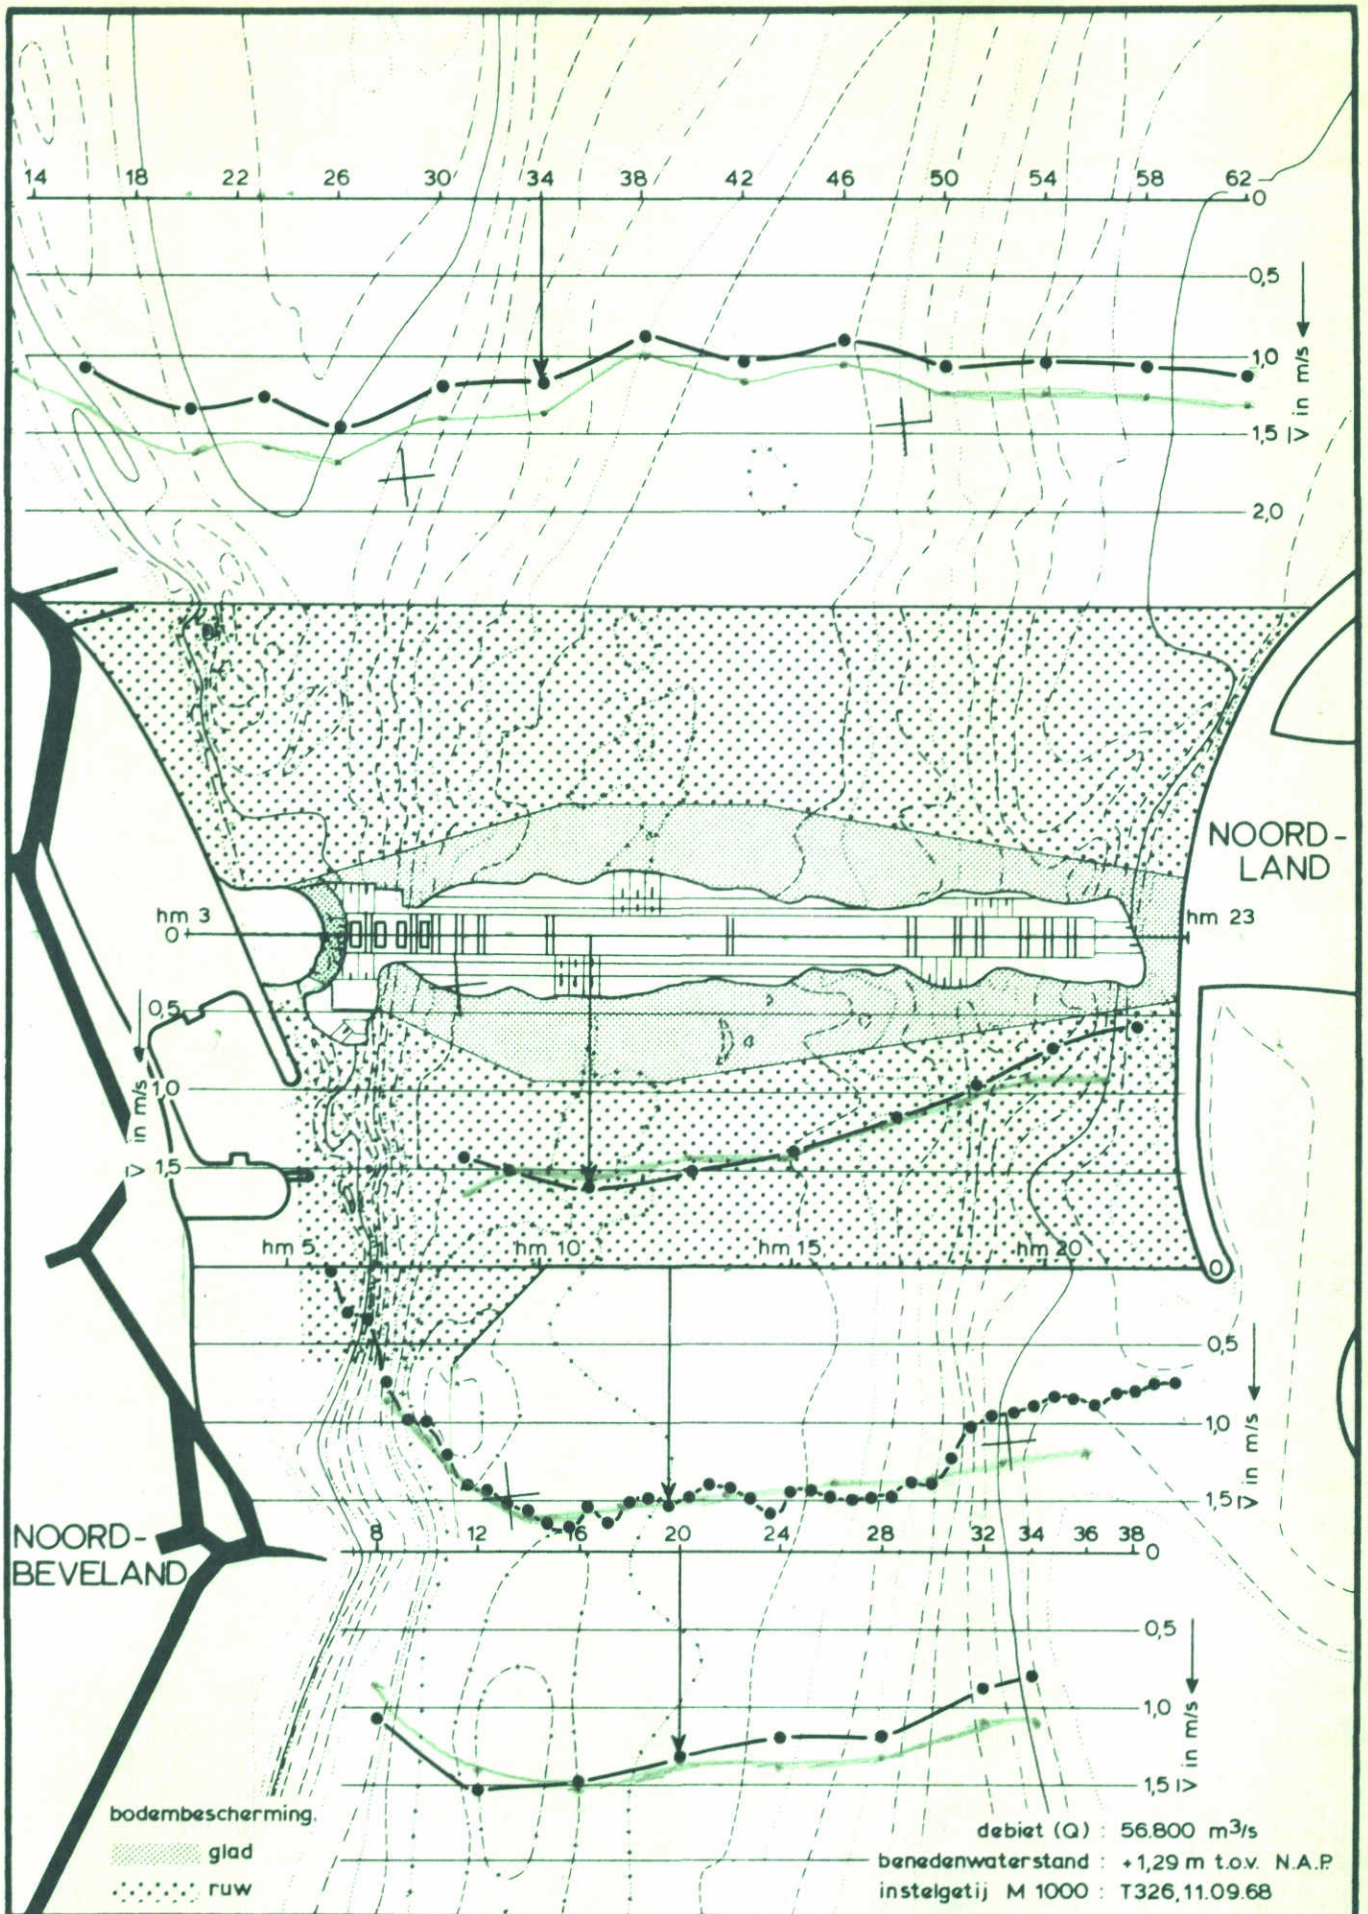 14 18 22 26 30 34 38 42 46 50 54 58 62
0
0,5
1,0
1,5
2,0
V in m/s
NOORD-
LAND
hm 3
hm 23
0
0,5
1,0
1,5
V in m/s
hm 5 hm 10 hm 15 hm 20
0
0,5
1,0
1,5
V in m/s
NOORD-
BEVELAND
8 12 16 20 24 28 32 34 36 38
0
0,5
1,0
1,5
V in m/s
bodembescherming.
glad
ruw
debiet (Q) : 56.800 m3/s
benedenwaterstand : +1,29 m t.o.v. N.A.P.
instelgetij M 1000 : T326, 11.09.68